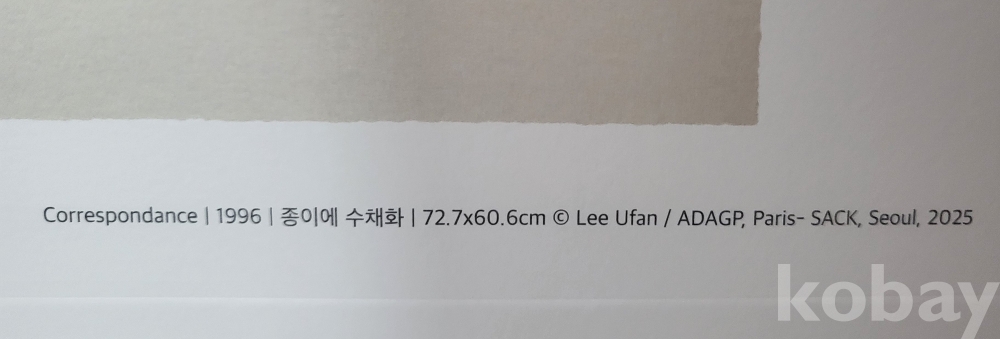 Correspondance | 1996 | 종이에 수채화 | 72.7x60.6cm © Lee Ufan / ADAGP, Paris- SACK, Seoul, 2025
kobay